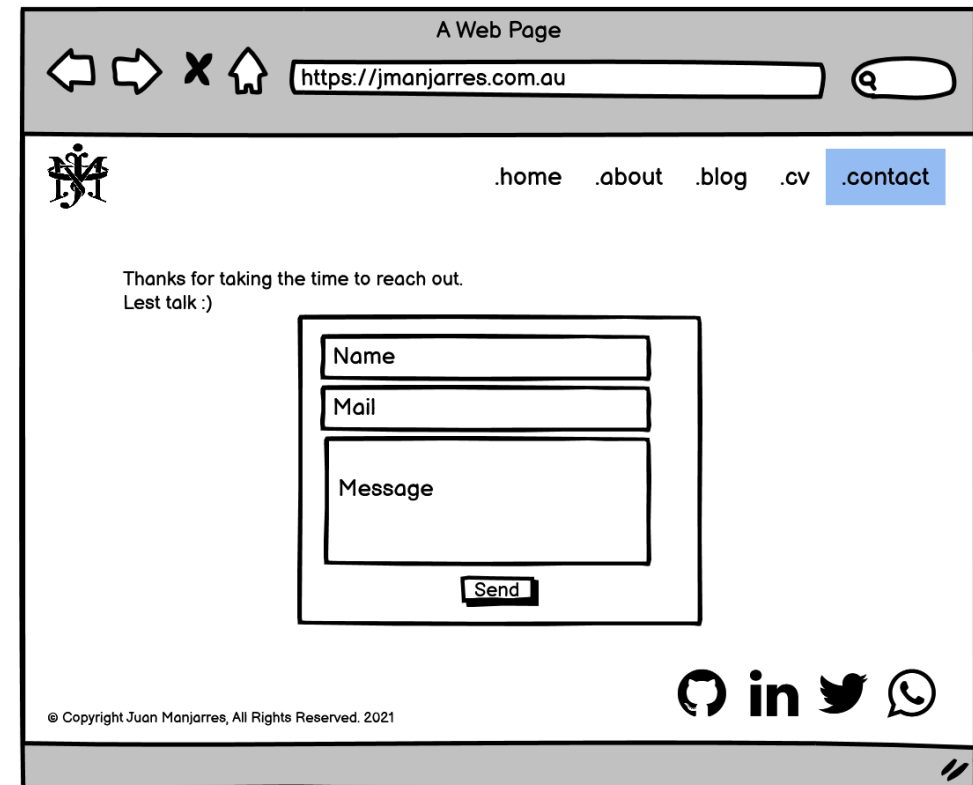 A Web Page
https://jmanjarres.com.au
.home .about .blog .cv .contact
Thanks for taking the time to reach out.
Lest talk :)
Name
Mail
Message
Send
in
© Copyright Juan Manjarres, All Rights Reserved. 2021